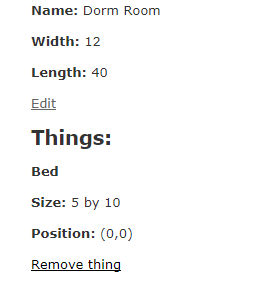 Name: Dorm Room
Width: 12
Length: 40
Edit
Things:
Bed
Size: 5 by 10
Position: (0,0)
Remove thing